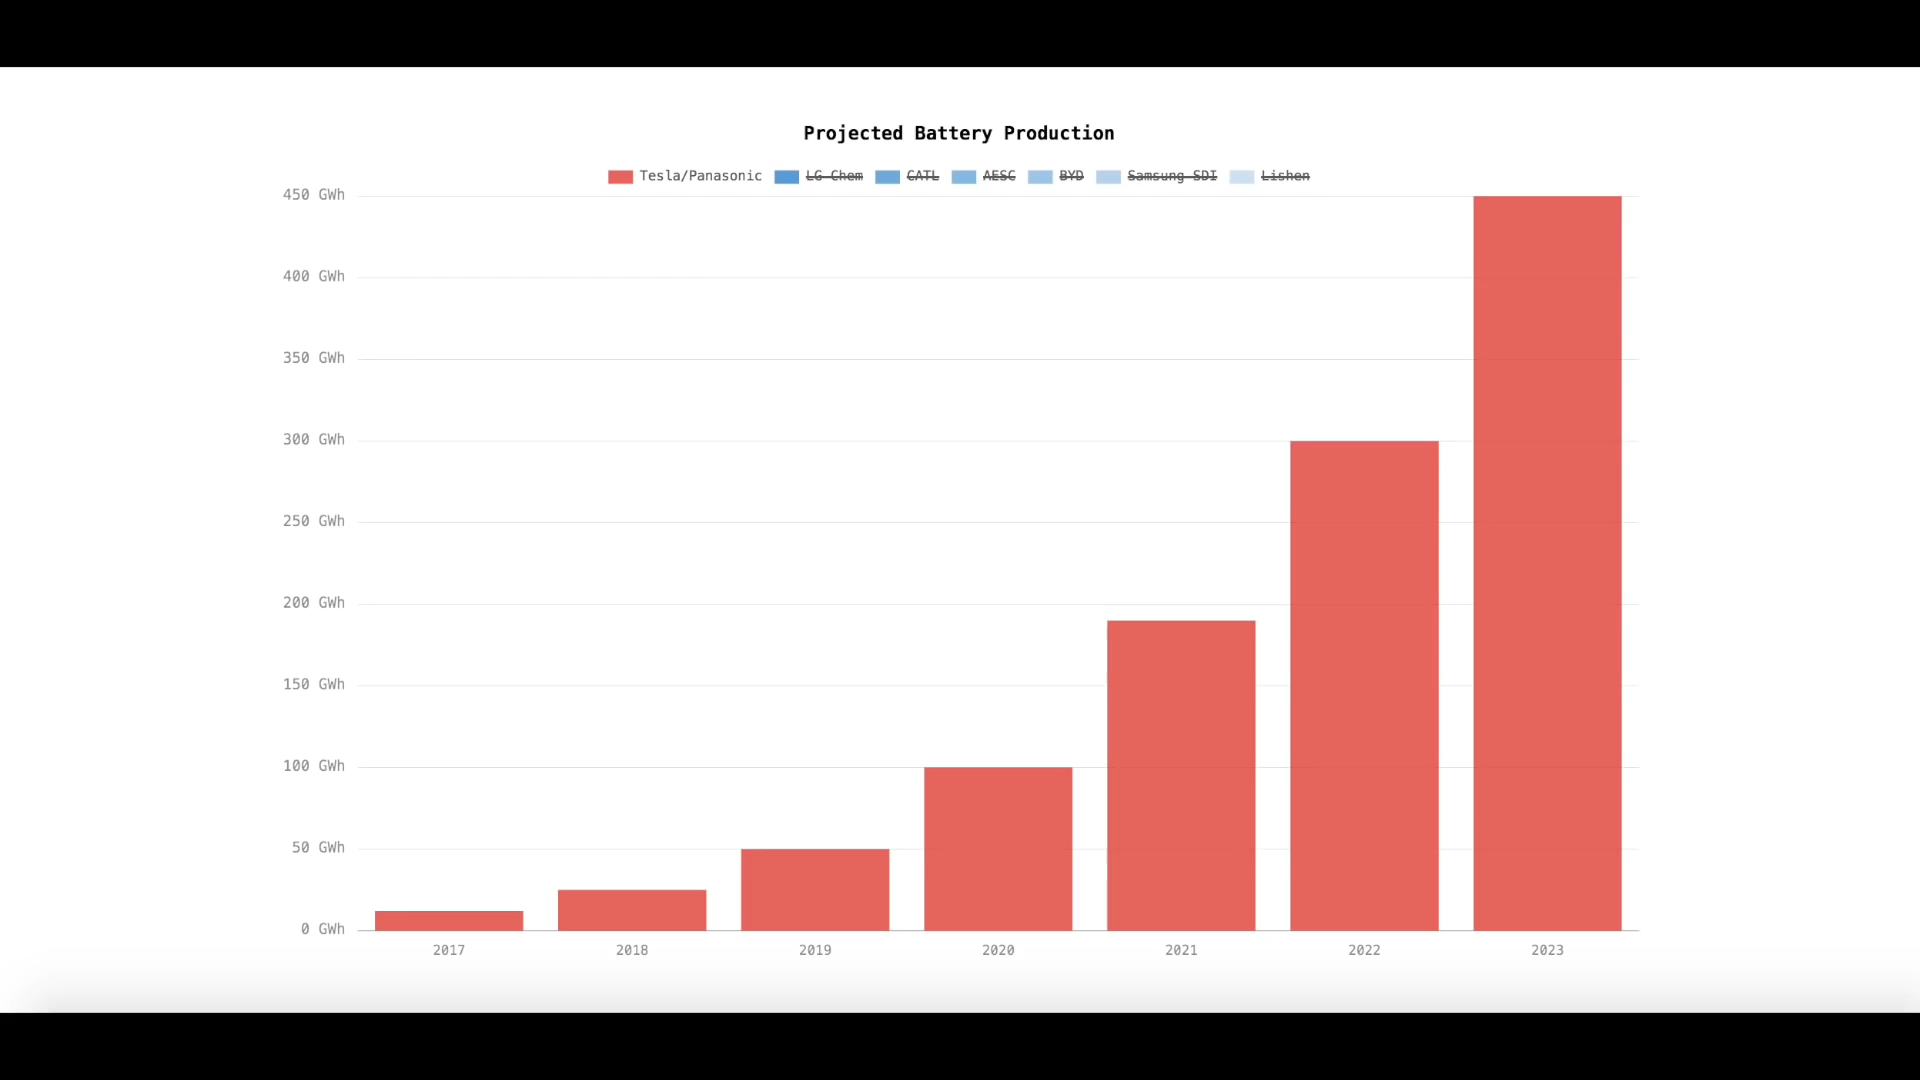 Projected Battery Production
Tesla/Panasonic LG Chem CATL AESC BYD Samsung SDI Lishen
450 GWh
400 GWh
350 GWh
300 GWh
250 GWh
200 GWh
150 GWh
100 GWh
50 GWh
0 GWh
2017 2018 2019 2020 2021 2022 2023